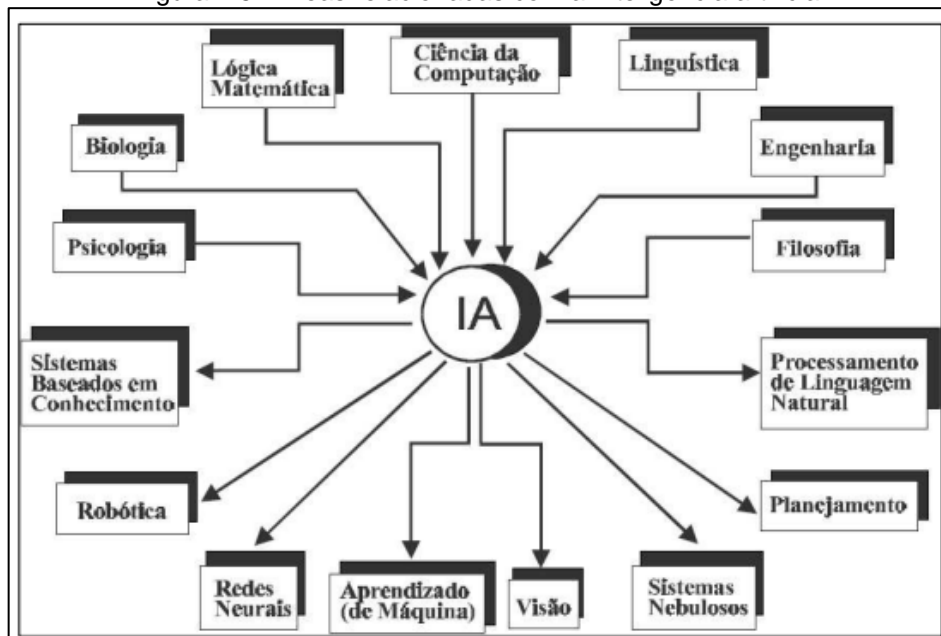 Lógica
Matemática
Ciência da
Computação
Linguística
Biologia
Engenharia
Psicologia
Filosofia
IA
Sistemas
Baseados em
Conhecimento
Processamento
de Linguagem
Natural
Robótica
Planejamento
Redes
Neurais
Aprendizado
(de Máquina)
Visão
Sistemas
Nebulosos